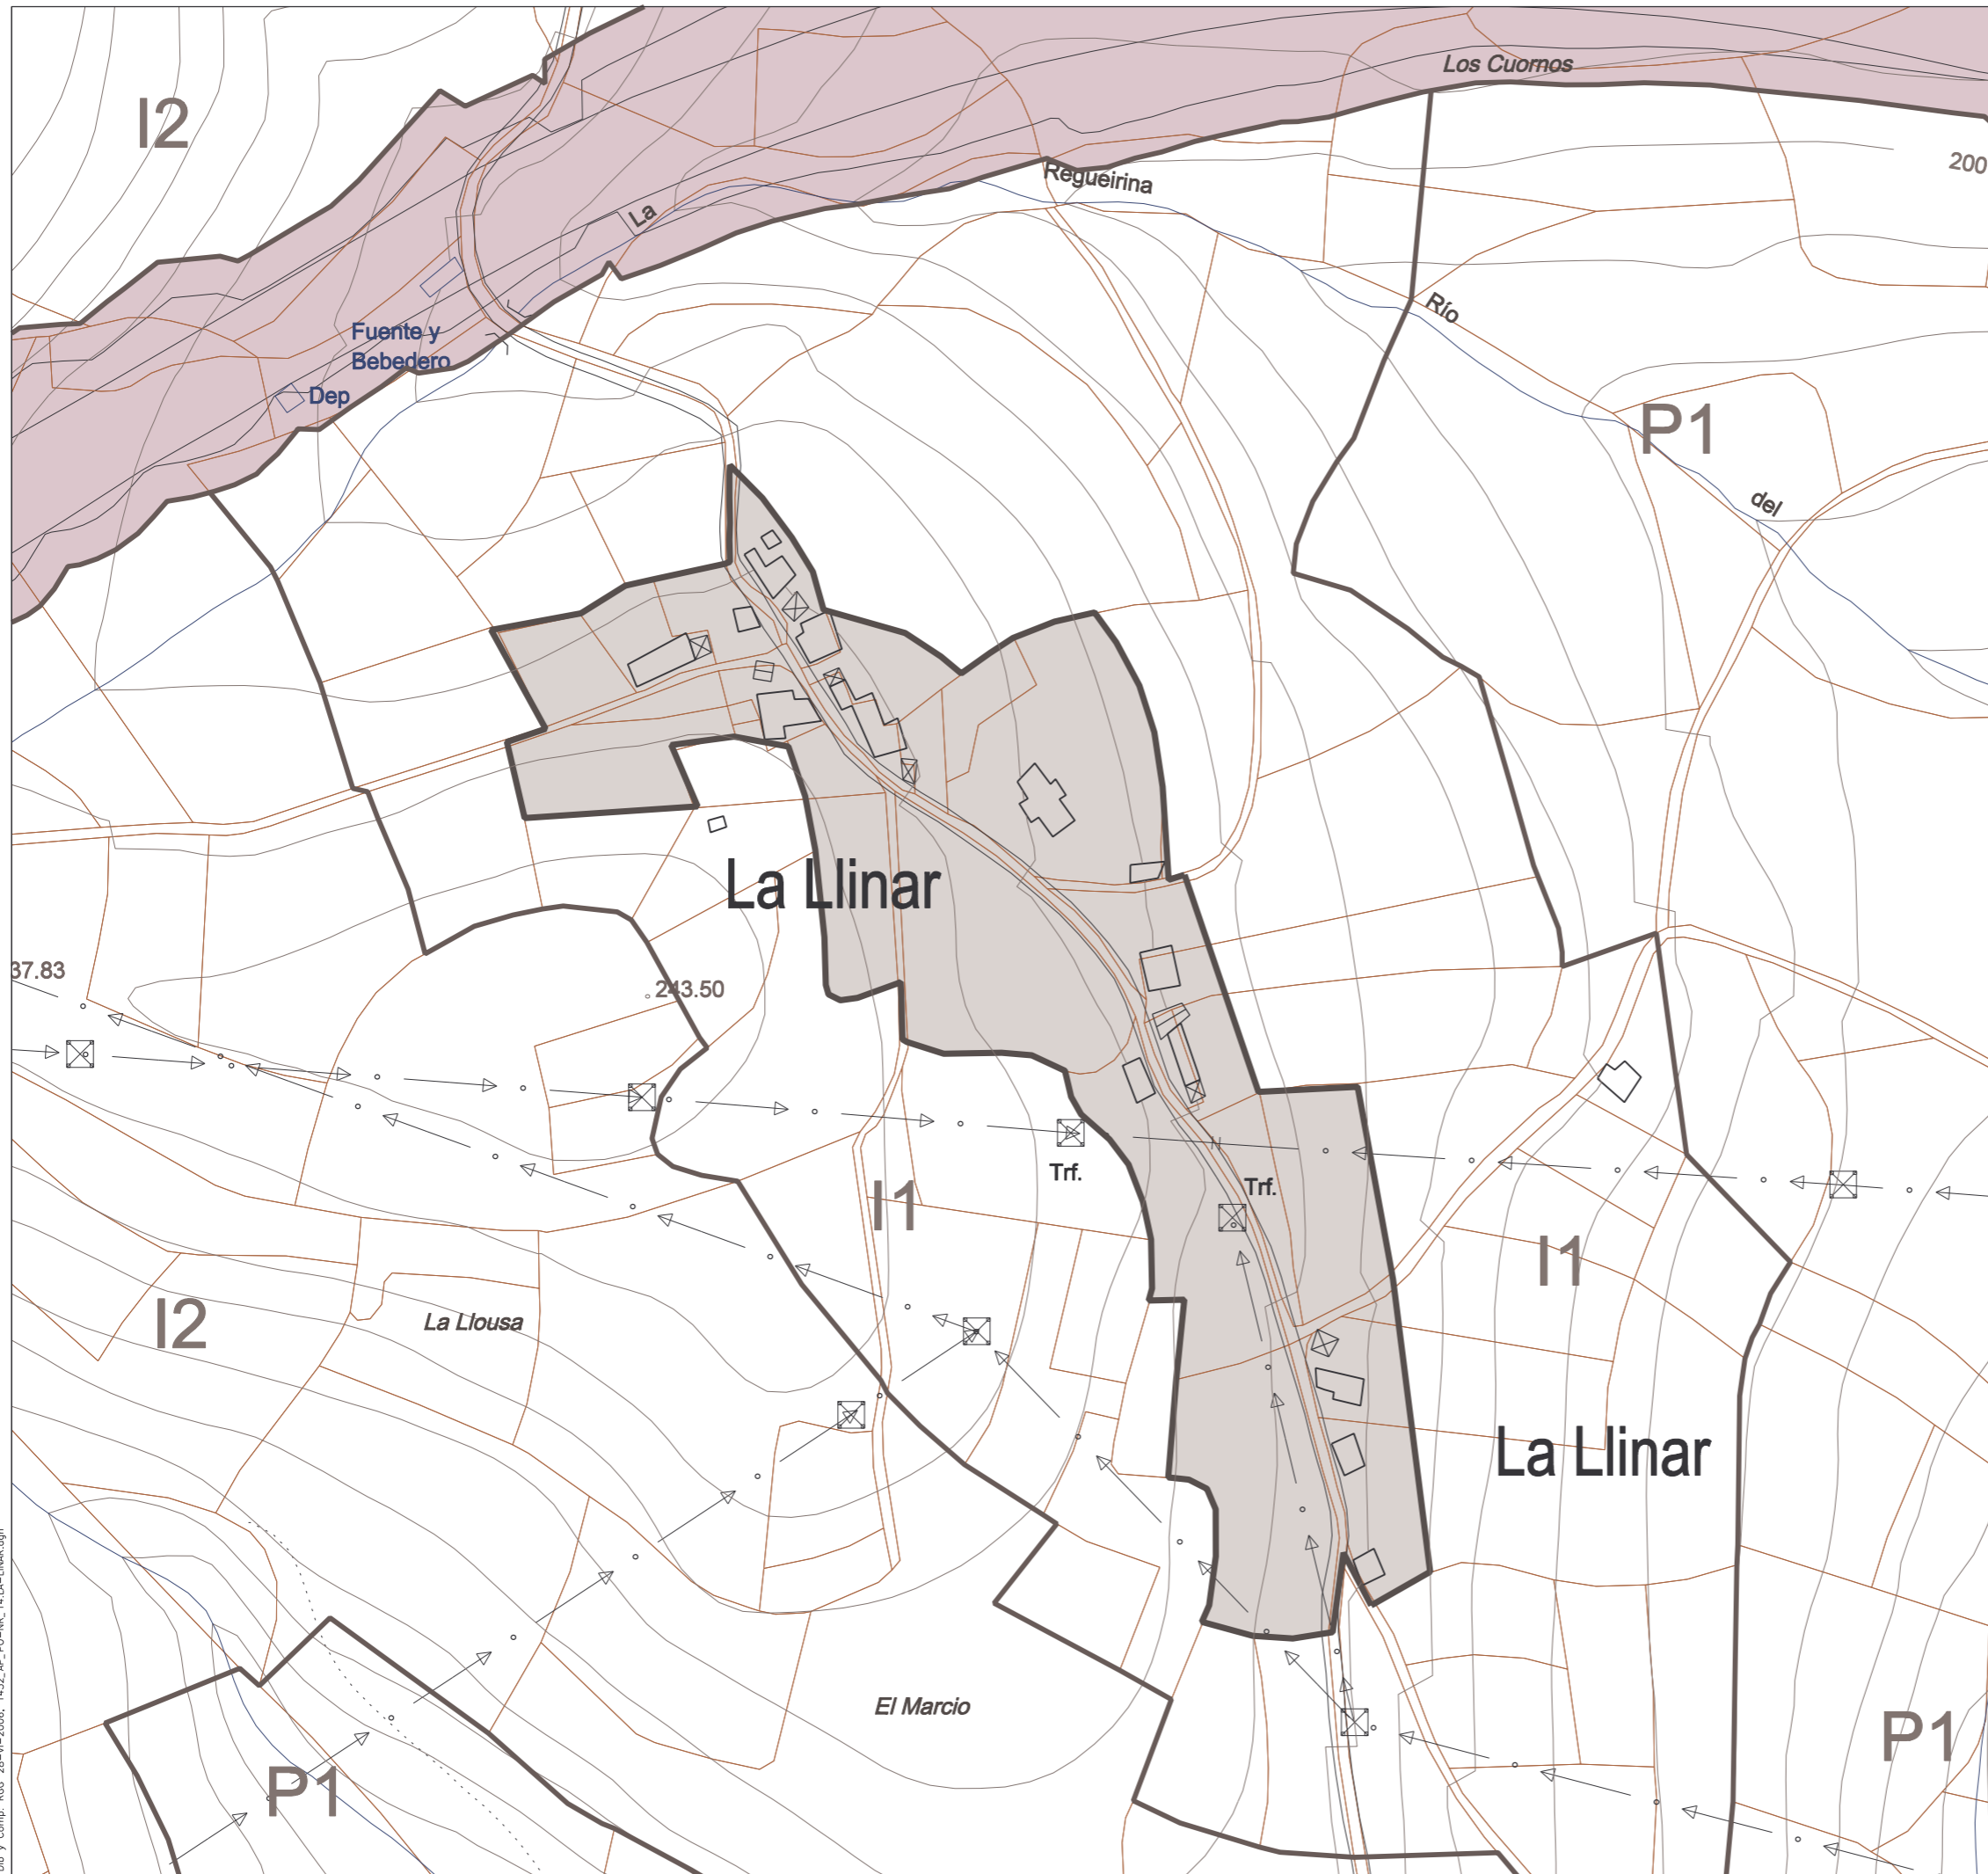 Los Cuornos
I2
200
Regueirina
La
Río
Fuente y
Bebedero
Dep
P1
del
La Llinar
37.83
243.50
Trf.
Trf.
I1
I1
I2
La Llousa
La Llinar
El Marcio
P1
P1